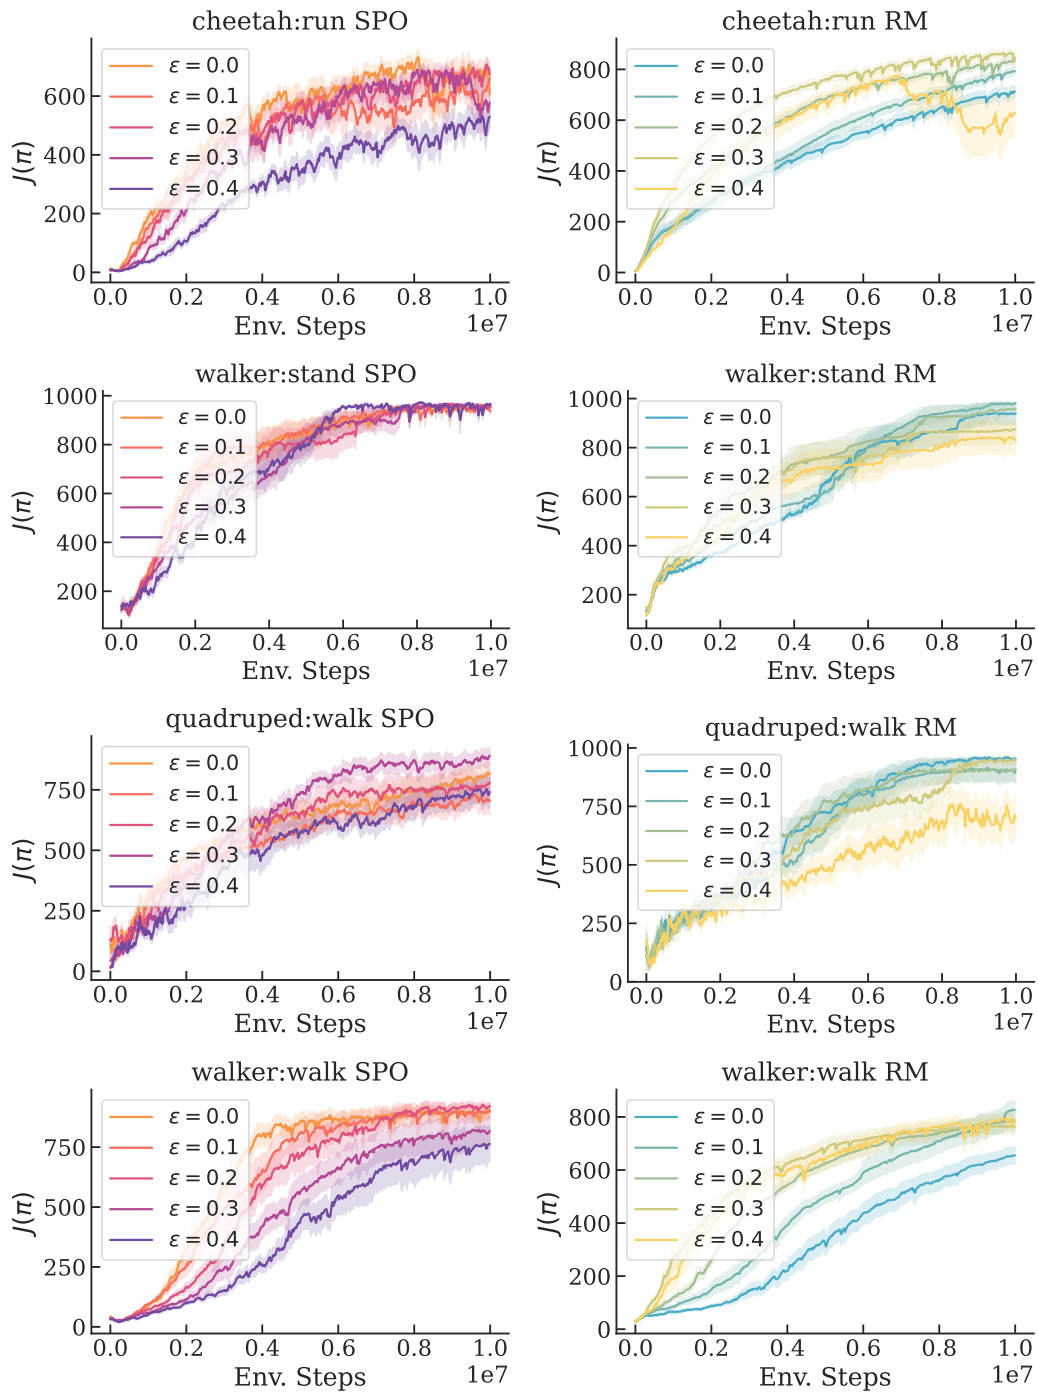 cheetah:run SPO
J(π)
600
400
200
0
ε = 0.0
ε = 0.1
ε = 0.2
ε = 0.3
ε = 0.4
0.0 0.2 0.4 0.6 0.8 1.0
Env. Steps
1e7
cheetah:run RM
J(π)
800
600
400
200
0
ε = 0.0
ε = 0.1
ε = 0.2
ε = 0.3
ε = 0.4
0.0 0.2 0.4 0.6 0.8 1.0
Env. Steps
1e7
walker:stand SPO
J(π)
1000
800
600
400
200
ε = 0.0
ε = 0.1
ε = 0.2
ε = 0.3
ε = 0.4
0.0 0.2 0.4 0.6 0.8 1.0
Env. Steps
1e7
walker:stand RM
J(π)
1000
800
600
400
200
ε = 0.0
ε = 0.1
ε = 0.2
ε = 0.3
ε = 0.4
0.0 0.2 0.4 0.6 0.8 1.0
Env. Steps
1e7
quadruped:walk SPO
J(π)
750
500
250
0
ε = 0.0
ε = 0.1
ε = 0.2
ε = 0.3
ε = 0.4
0.0 0.2 0.4 0.6 0.8 1.0
Env. Steps
1e7
quadruped:walk RM
J(π)
1000
750
500
250
0
ε = 0.0
ε = 0.1
ε = 0.2
ε = 0.3
ε = 0.4
0.0 0.2 0.4 0.6 0.8 1.0
Env. Steps
1e7
walker:walk SPO
J(π)
750
500
250
0
ε = 0.0
ε = 0.1
ε = 0.2
ε = 0.3
ε = 0.4
0.0 0.2 0.4 0.6 0.8 1.0
Env. Steps
1e7
walker:walk RM
J(π)
800
600
400
200
0
ε = 0.0
ε = 0.1
ε = 0.2
ε = 0.3
ε = 0.4
0.0 0.2 0.4 0.6 0.8 1.0
Env. Steps
1e7